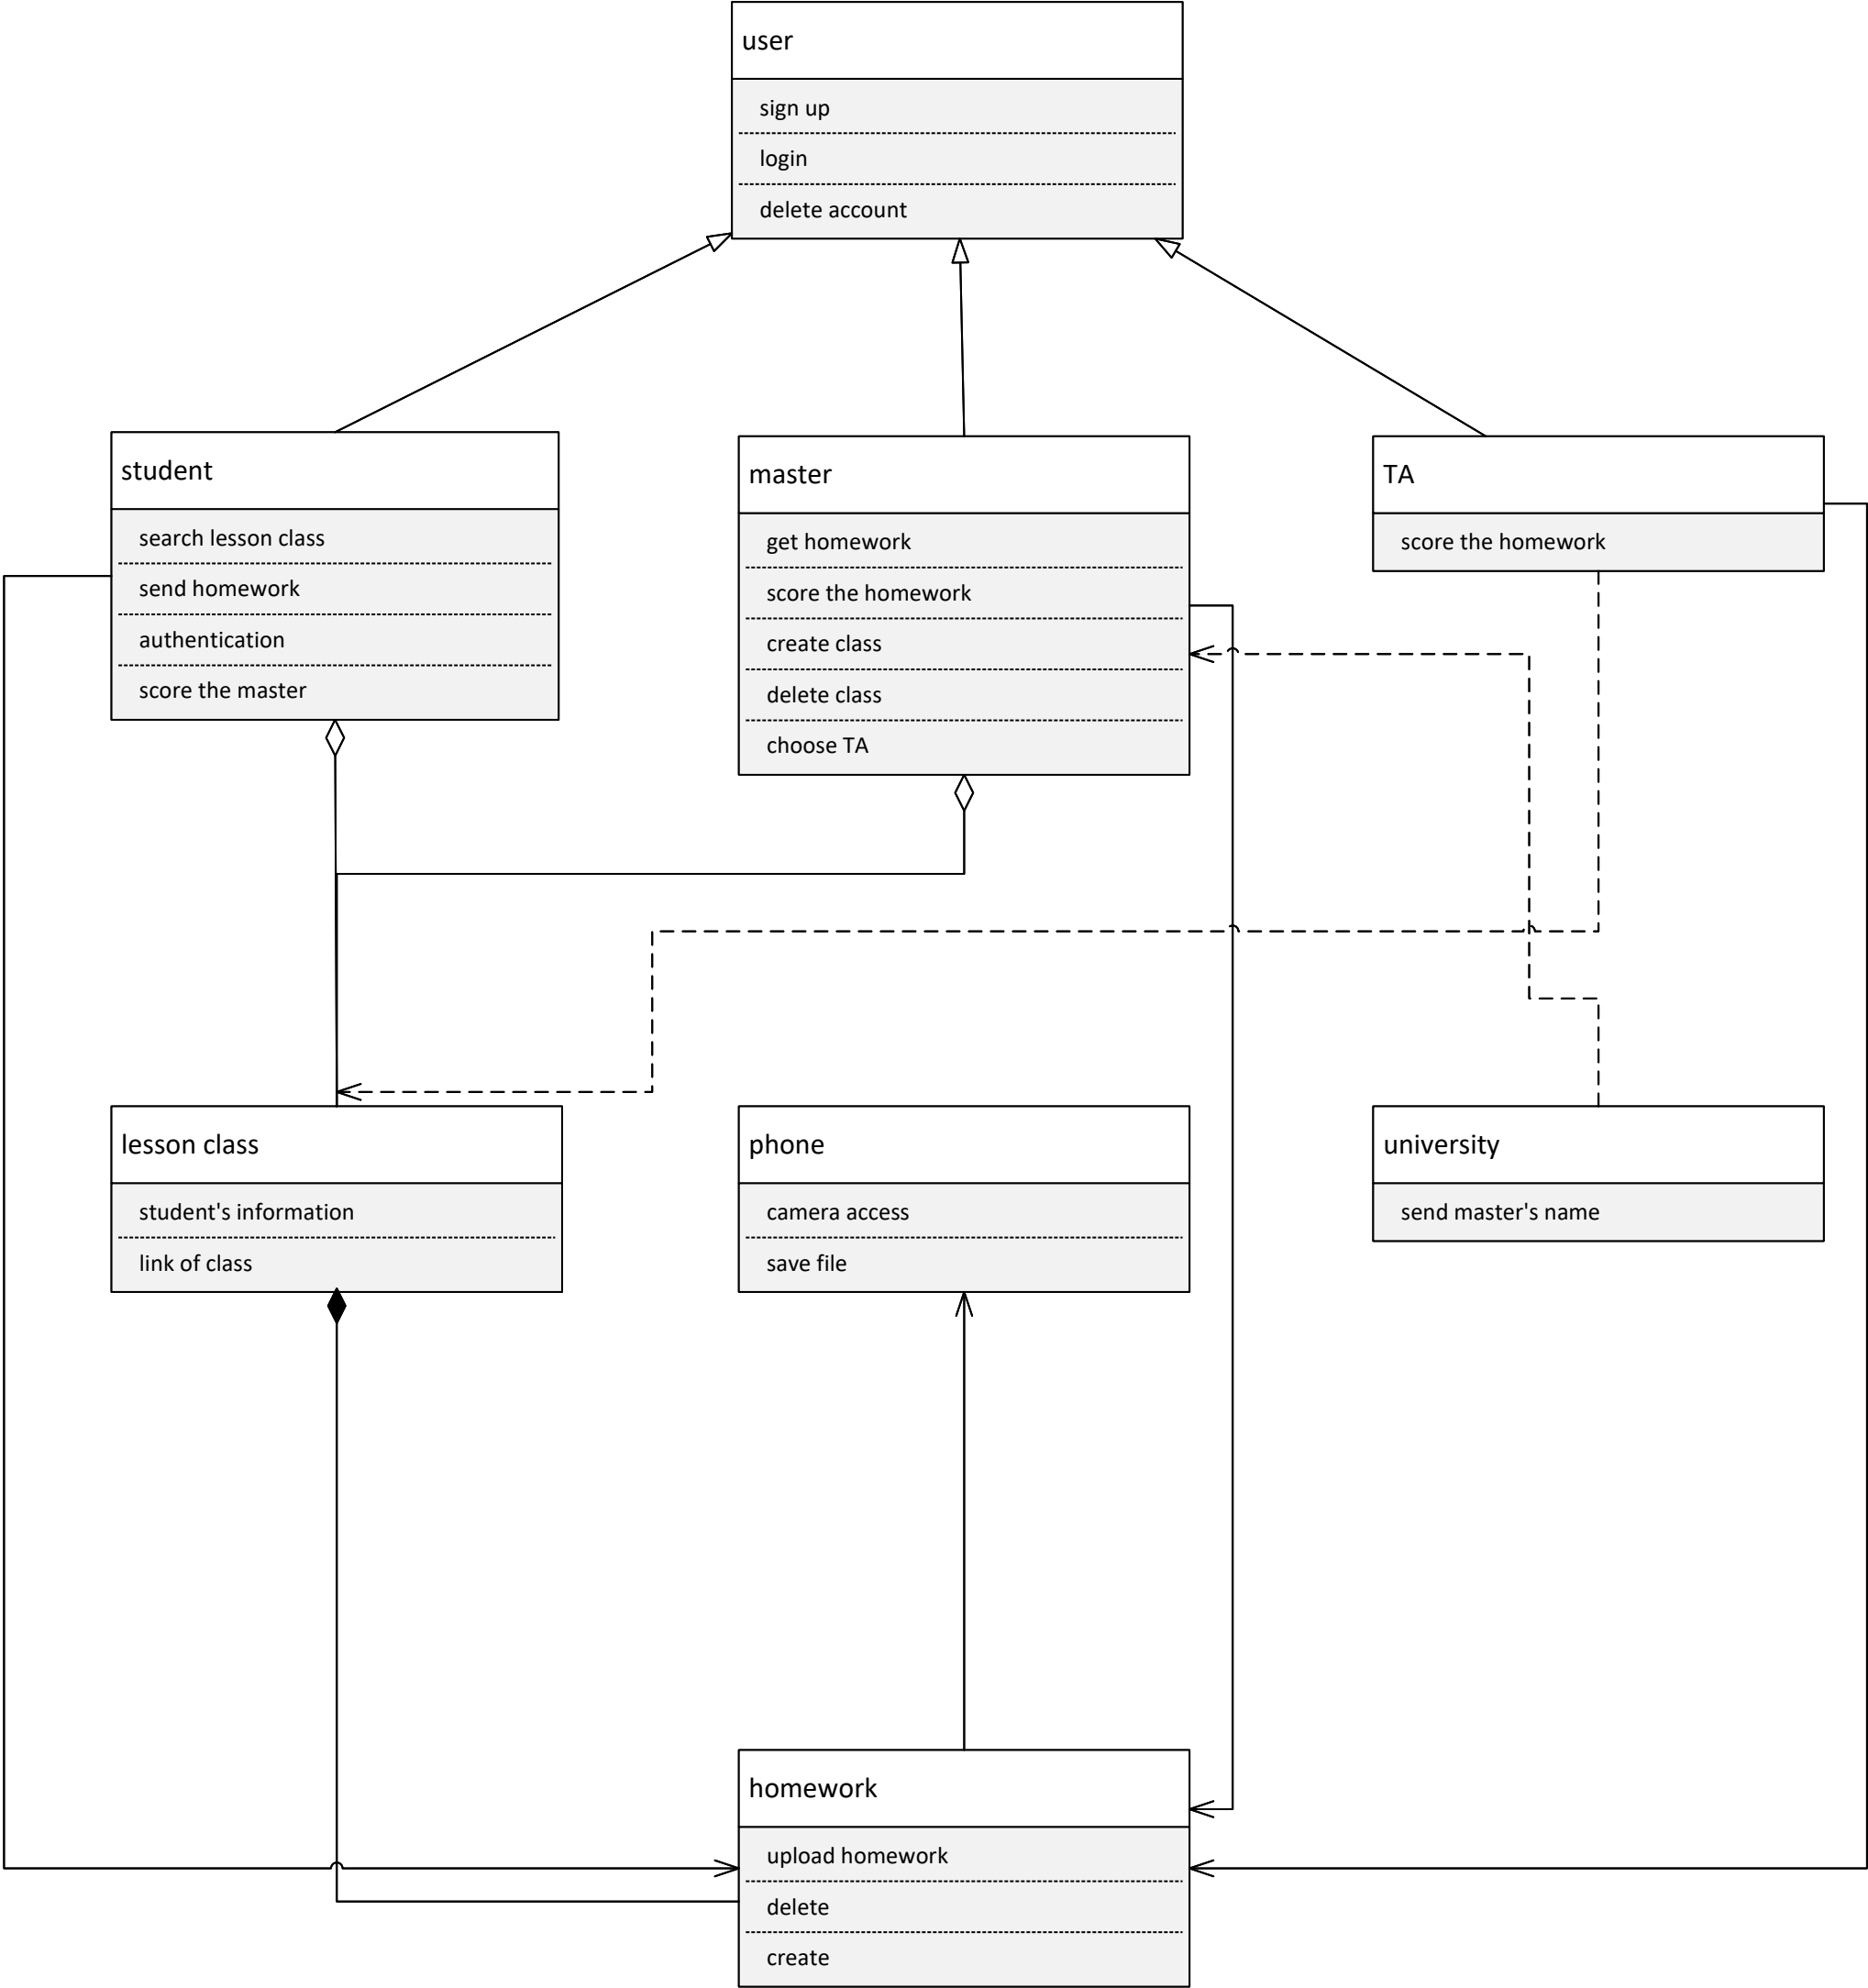 user
sign up
login
delete account
student
search lesson class
send homework
authentication
score the master
master
get homework
score the homework
create class
delete class
choose TA
TA
score the homework
lesson class
student's information
link of class
phone
camera access
save file
university
send master's name
homework
upload homework
delete
create